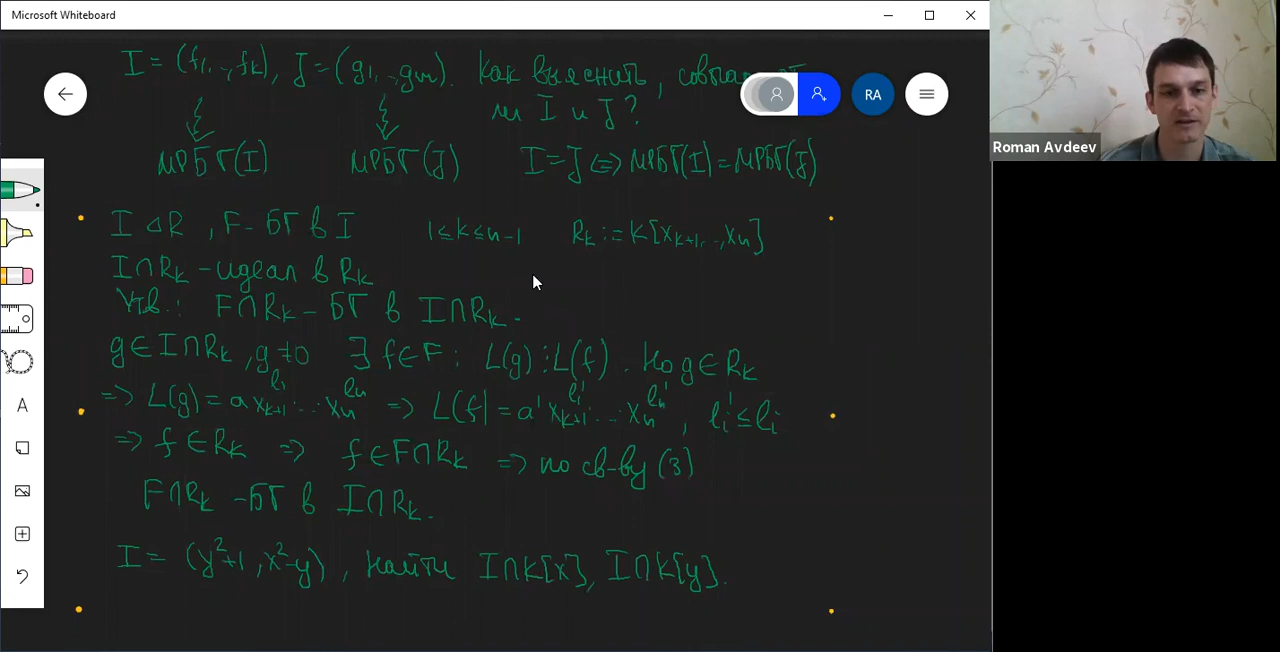 Microsoft Whiteboard
I = (f₁,..,fₖ), J = (g₁,..,gₘ). Как выяснить,
ли I и J?
RA
МРБГ(I) МРБГ(J) I=J ⇔ МРБГ(I) = МРБГ(J)
Roman Avdeev
I ◁ R, F – БГ в I 1 ≤ k ≤ n-1 Rₖ := K[xₖ₊₁,..,xₙ]
I∩Rₖ – идеал в Rₖ
Утв.: F∩Rₖ – БГ в I∩Rₖ.
g ∈ I∩Rₖ, g ≠ 0 ∃ f ∈ F: L(g) ⋮ L(f). Но g ∈ Rₖ
=> L(g) = a xₖ₊₁^{lᵢ} ... xₙ^{lₙ} => L(f) = a' xₖ₊₁^{lᵢ'} ... xₙ^{lₙ'}, lᵢ' ≤ lᵢ
=> f ∈ Rₖ => f ∈ F∩Rₖ => по св-ву (3)
F∩Rₖ – БГ в I∩Rₖ.
I = (y²+1, x²-y), найти I∩K[x], I∩K[y].
A